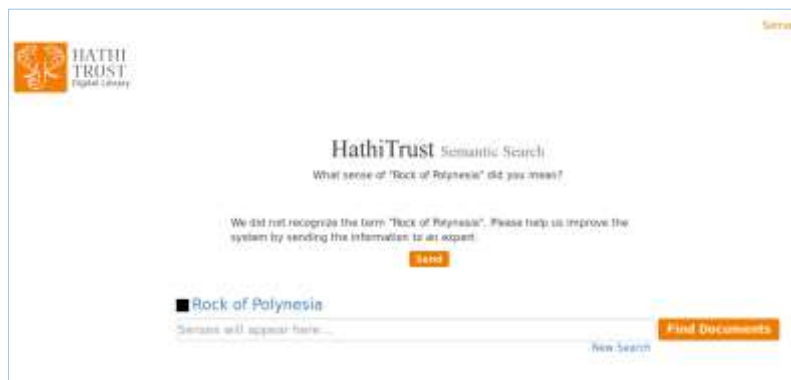 HATHI
TRUST
Digital Library
HathiTrust Semantic Search
What sense of "Rock of Polynesia" did you mean?
We did not recognize the term "Rock of Polynesia". Please help us improve the
system by sending the information to an expert.
Send
Rock of Polynesia
Senses will appear here...
Find Documents
New Search